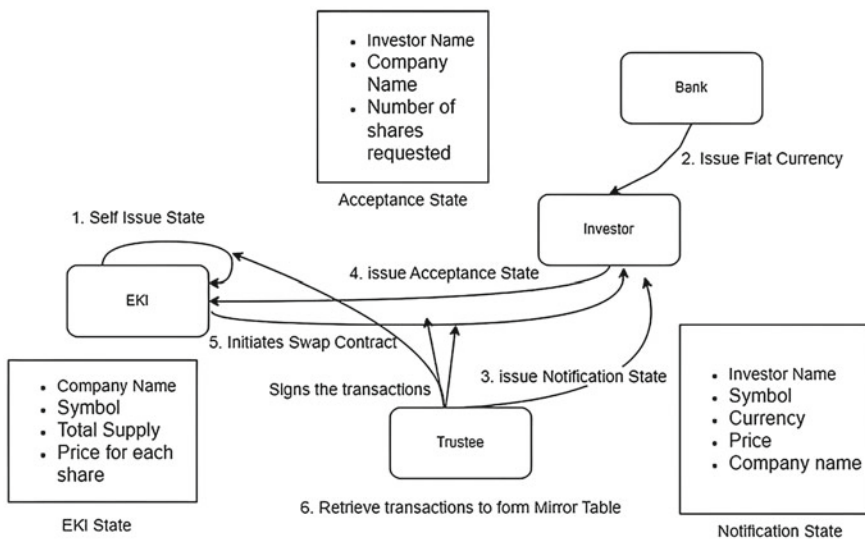 • Investor Name
• Company
Name
• Number of
shares
requested
Acceptance State
Bank
2. Issue Fiat Currency
1. Self Issue State
Investor
4. issue Acceptance State
EKI
5. Initiates Swap Contract
Signs the transactions
3. issue Notification State
• Company Name
• Symbol
• Total Supply
• Price for each
share
EKI State
Trustee
6. Retrieve transactions to form Mirror Table
• Investor Name
• Symbol
• Currency
• Price
• Company name
Notification State